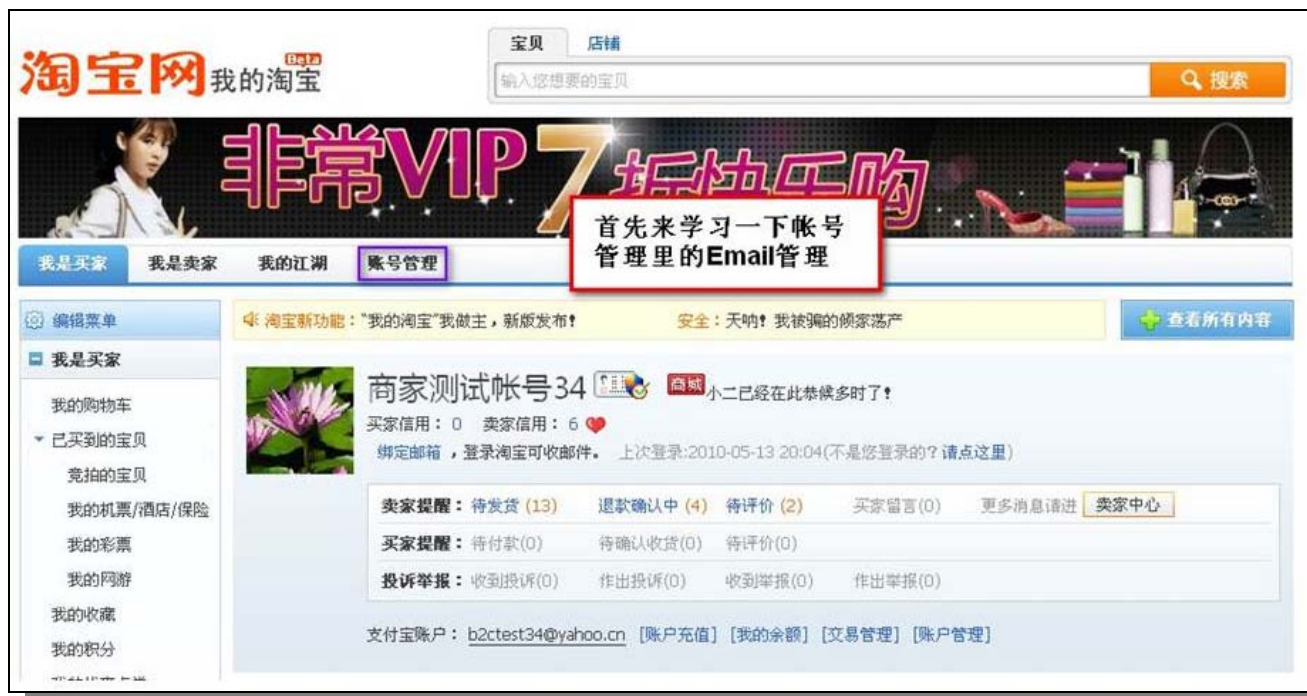 宝贝 店铺
淘宝网 我的淘宝 Beta
输入您想要的宝贝 搜索
非常VIP 7折快乐购
首先来学习一下帐号
管理里的Email管理
我是买家 我是卖家 我的江湖 账号管理
编辑菜单 淘宝新功能:"我的淘宝"我做主,新版发布! 安全:天呐!我被骗的倾家荡产 查看所有内容
我是买家
我的购物车
已买到的宝贝
竞拍的宝贝
我的机票/酒店/保险
我的彩票
我的网游
我的收藏
我的积分
商家测试帐号34 商城 小二已经在此恭候多时了!
买家信用:0 卖家信用:6
绑定邮箱,登录淘宝可收邮件。 上次登录:2010-05-13 20:04(不是您登录的?请点这里)
卖家提醒:待发货 (13) 退款确认中 (4) 待评价 (2) 买家留言(0) 更多消息请进 卖家中心
买家提醒:待付款(0) 待确认收货(0) 待评价(0)
投诉举报:收到投诉(0) 作出投诉(0) 收到举报(0) 作出举报(0)
支付宝账户: b2ctest34@yahoo.cn [账户充值] [我的余额] [交易管理] [账户管理]